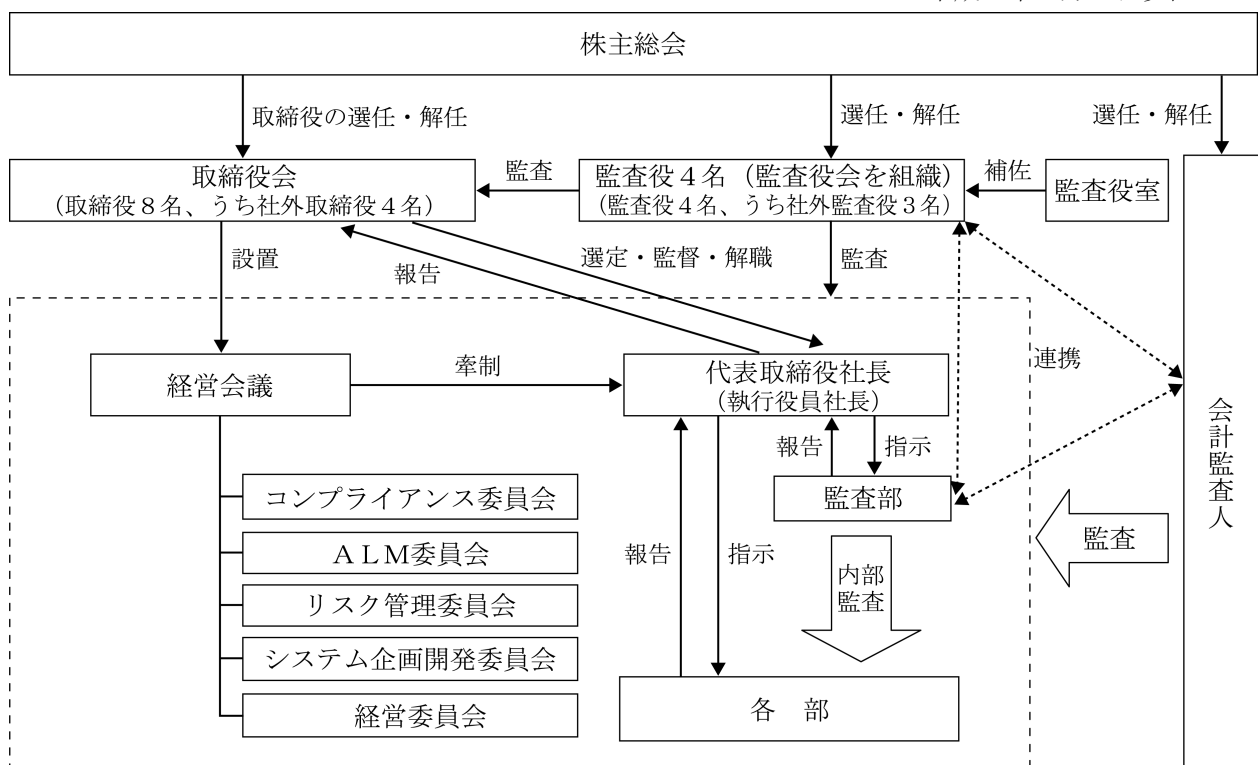 株主総会
取締役の選任・解任
選任・解任
選任・解任
取締役会
(取締役８名、うち社外取締役４名)
監査
監査役４名（監査役会を組織）
(監査役４名、うち社外監査役３名)
補佐
監査役室
設置
報告
選定・監督・解職
監査
経営会議
牽制
代表取締役社長
（執行役員社長）
連携
会計監査人
報告
指示
監査部
コンプライアンス委員会
ＡＬＭ委員会
リスク管理委員会
システム企画開発委員会
経営委員会
報告
指示
内部
監査
監査
各　部